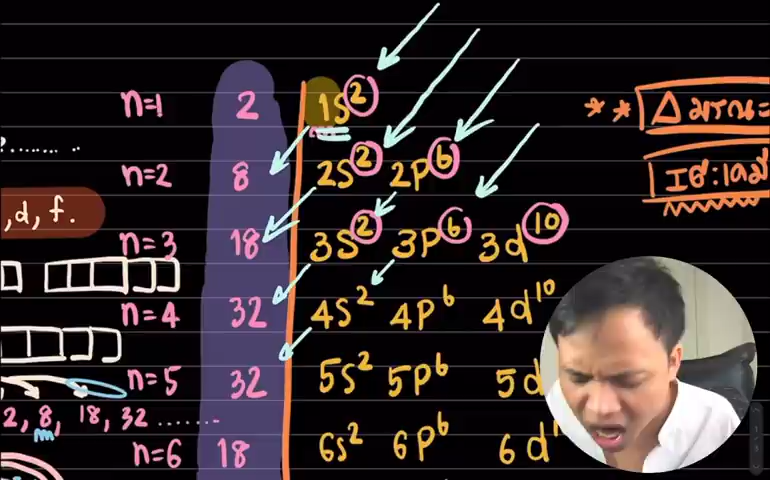 n=1 2 1s²
n=2 8 2s² 2p⁶
,d, f.
n=3 18 3s² 3p⁶ 3d¹⁰
n=4 32 4s² 4p⁶ 4d¹⁰
n=5 32 5s² 5p⁶ 5d
2, 8, 18, 32 .......
n=6 18 6s² 6p⁶ 6d
* * Δ